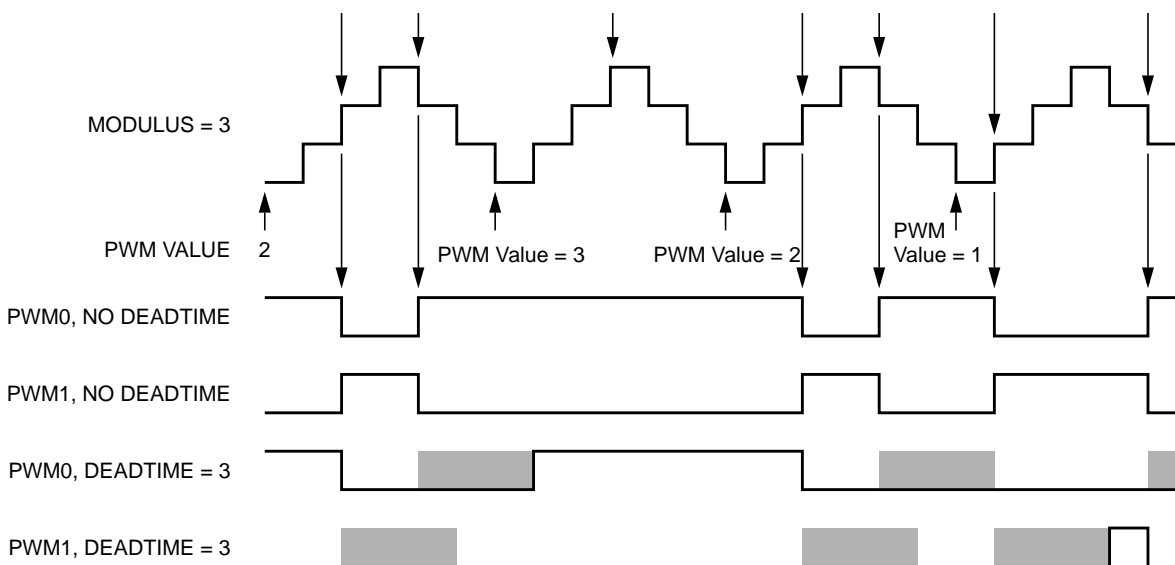 MODULUS = 3
PWM VALUE 2
PWM Value = 3
PWM Value = 2
PWM
Value = 1
PWM0, NO DEADTIME
PWM1, NO DEADTIME
PWM0, DEADTIME = 3
PWM1, DEADTIME = 3